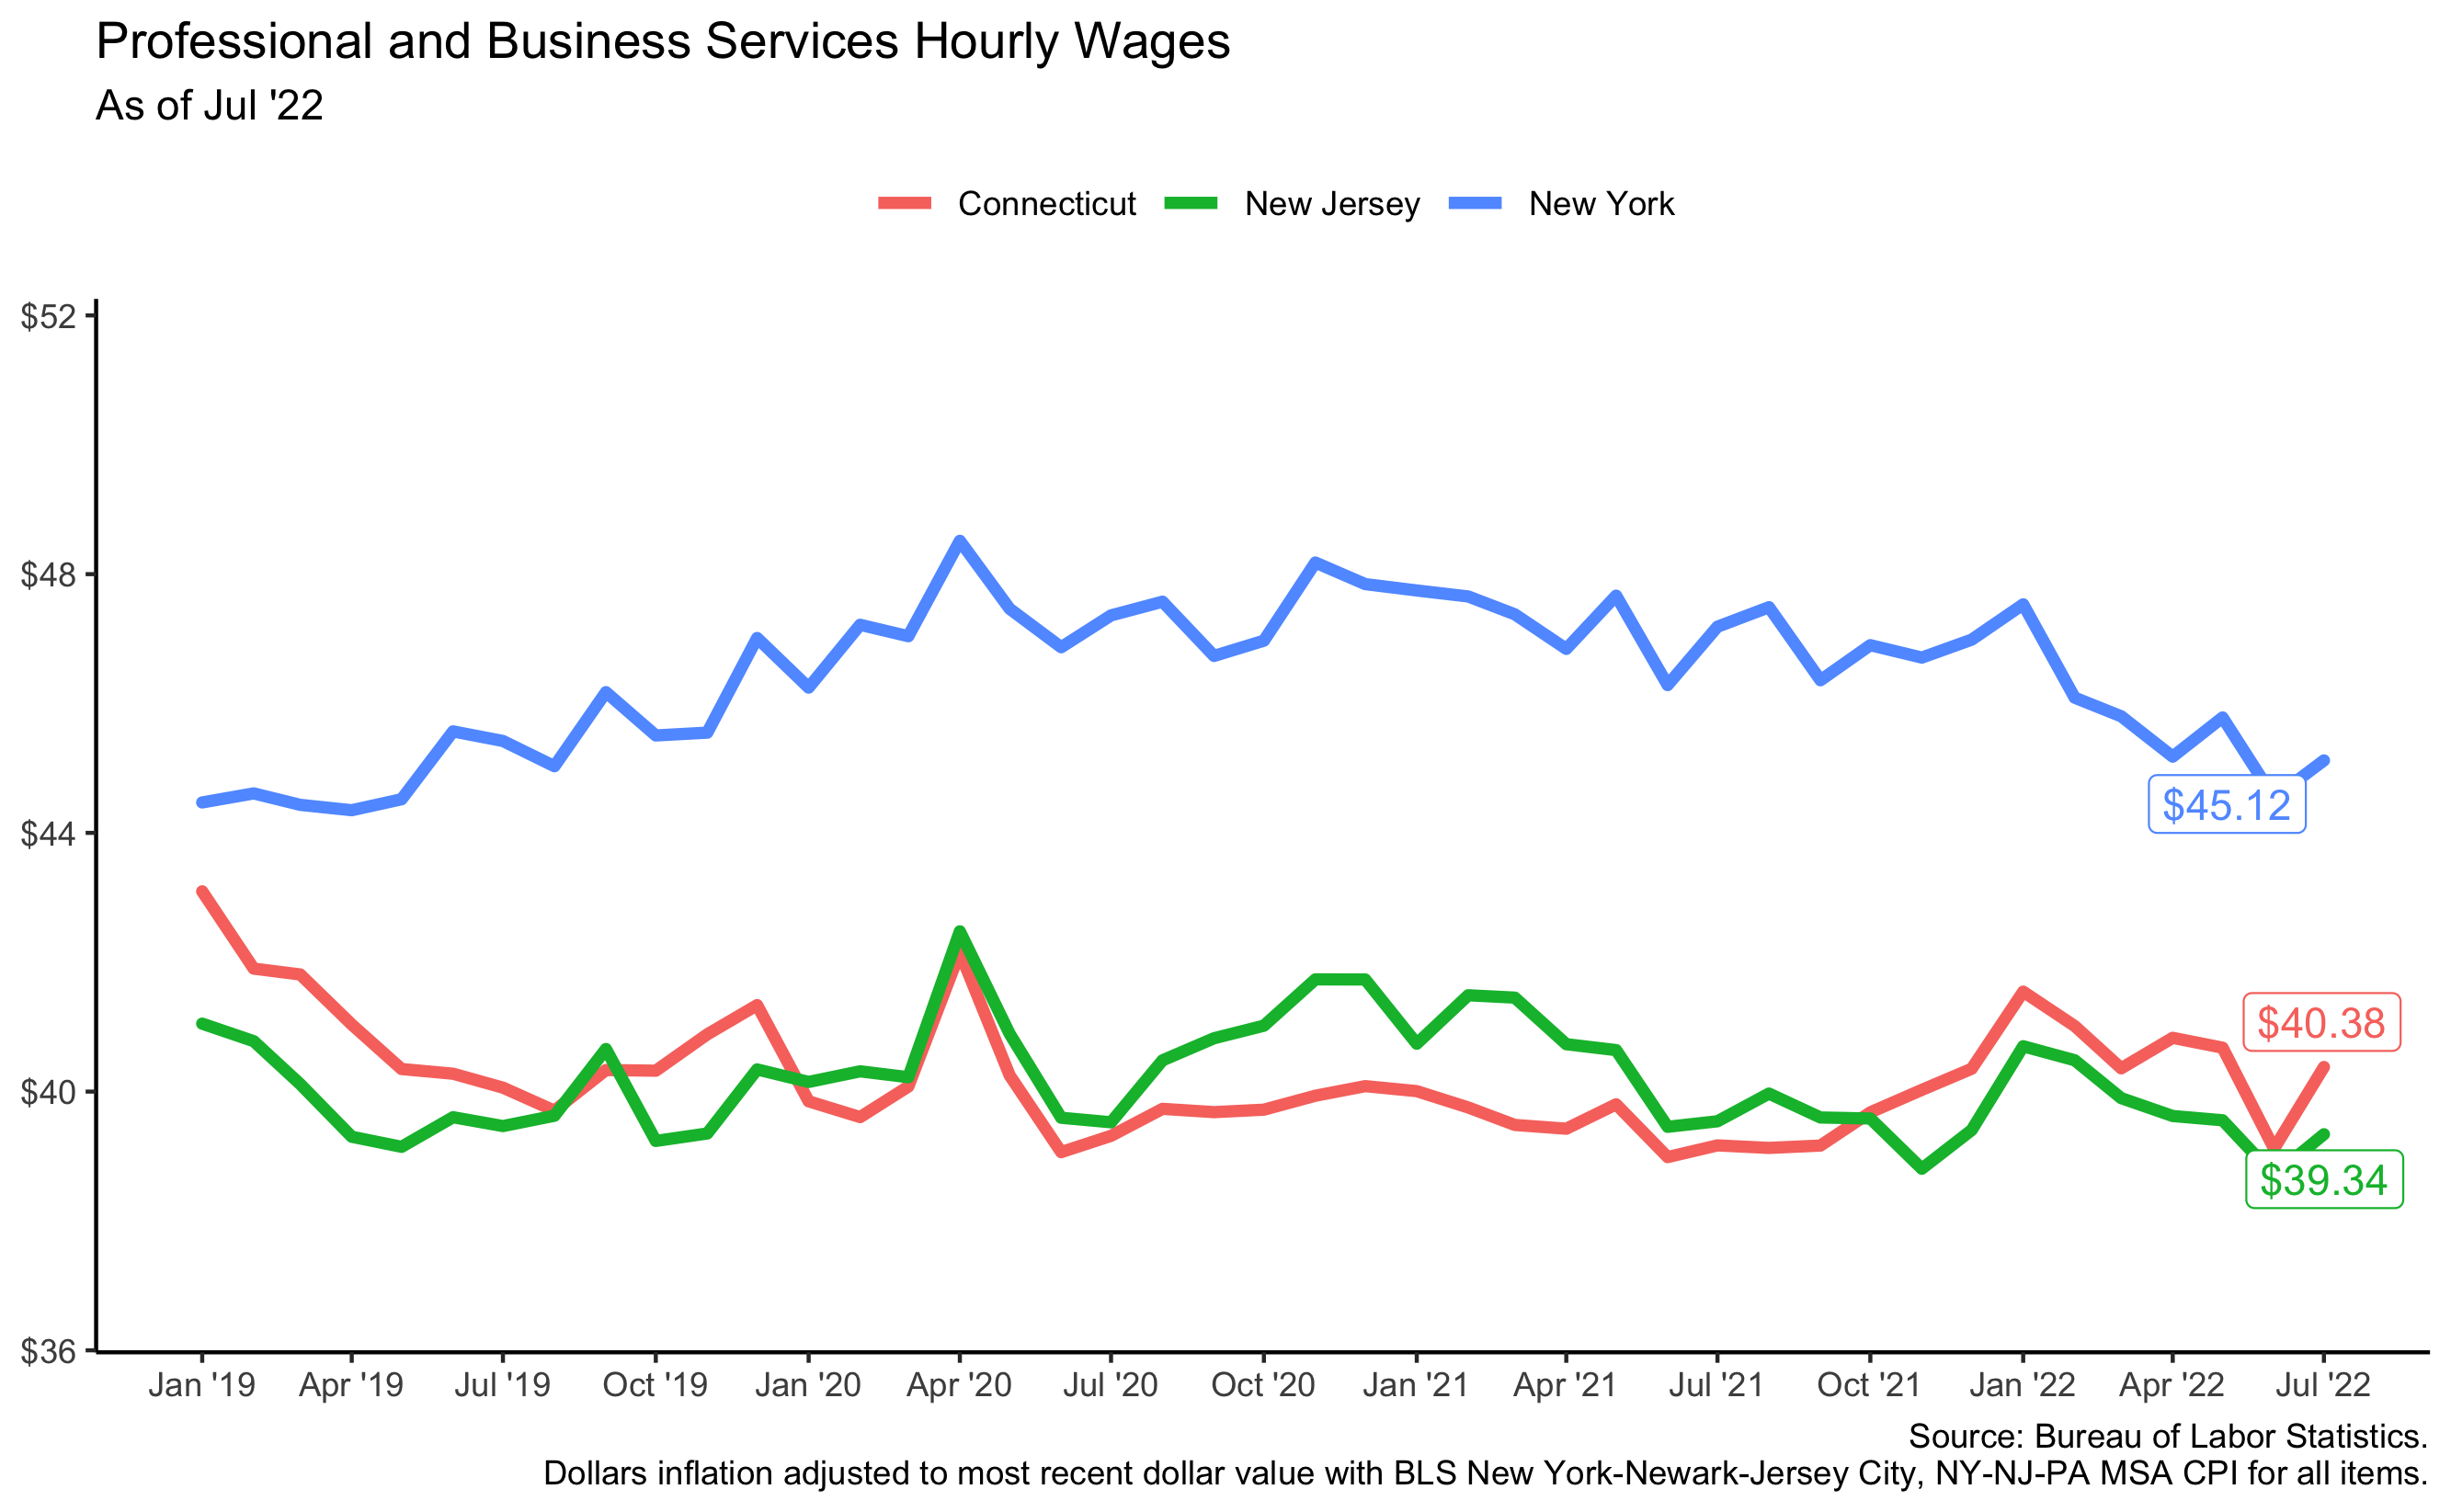 Professional and Business Services Hourly Wages
As of Jul '22
Connecticut New Jersey New York
$52
$48
$44
$40
$36
$45.12
$40.38
$39.34
Jan '19 Apr '19 Jul '19 Oct '19 Jan '20 Apr '20 Jul '20 Oct '20 Jan '21 Apr '21 Jul '21 Oct '21 Jan '22 Apr '22 Jul '22
Source: Bureau of Labor Statistics.
Dollars inflation adjusted to most recent dollar value with BLS New York-Newark-Jersey City, NY-NJ-PA MSA CPI for all items.